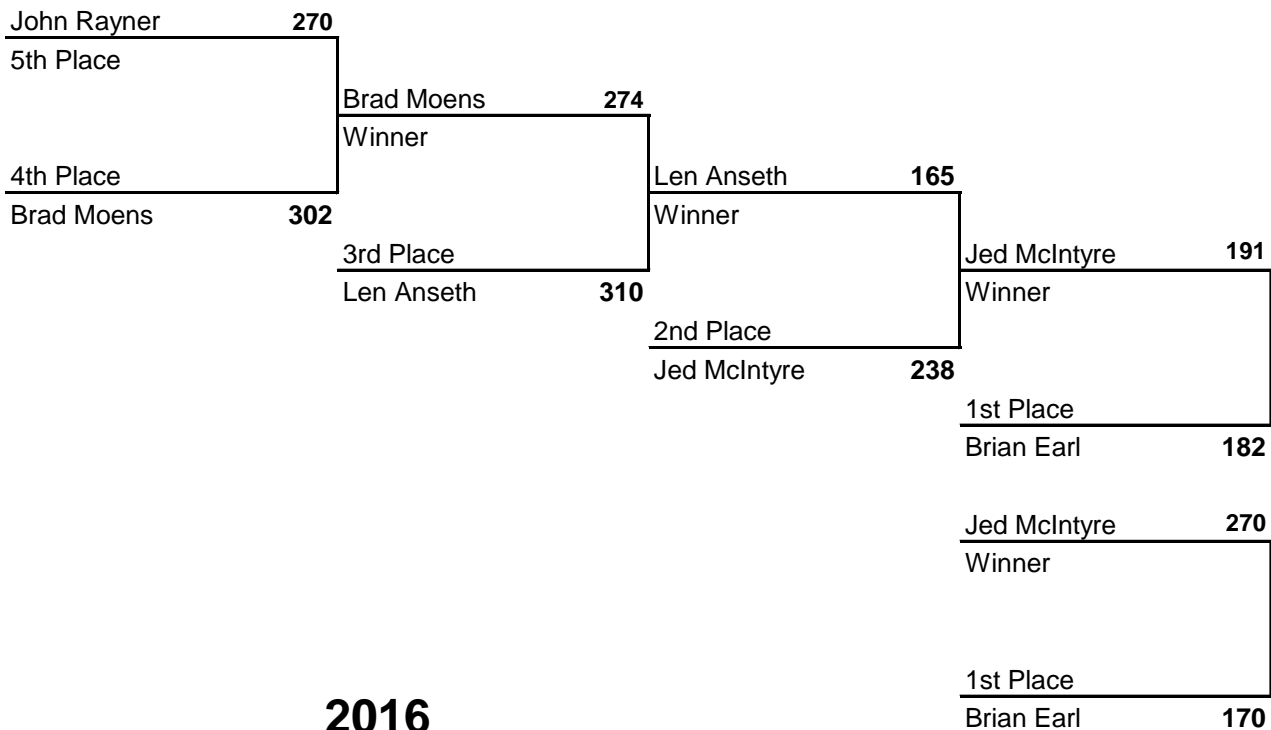 John Rayner 270
5th Place
Brad Moens 274
Winner
4th Place
Len Anseth 165
Brad Moens 302
Winner
3rd Place
Jed McIntyre 191
Len Anseth 310
Winner
2nd Place
Jed McIntyre 238
1st Place
Brian Earl 182
Jed McIntyre 270
Winner
1st Place
2016
Brian Earl 170